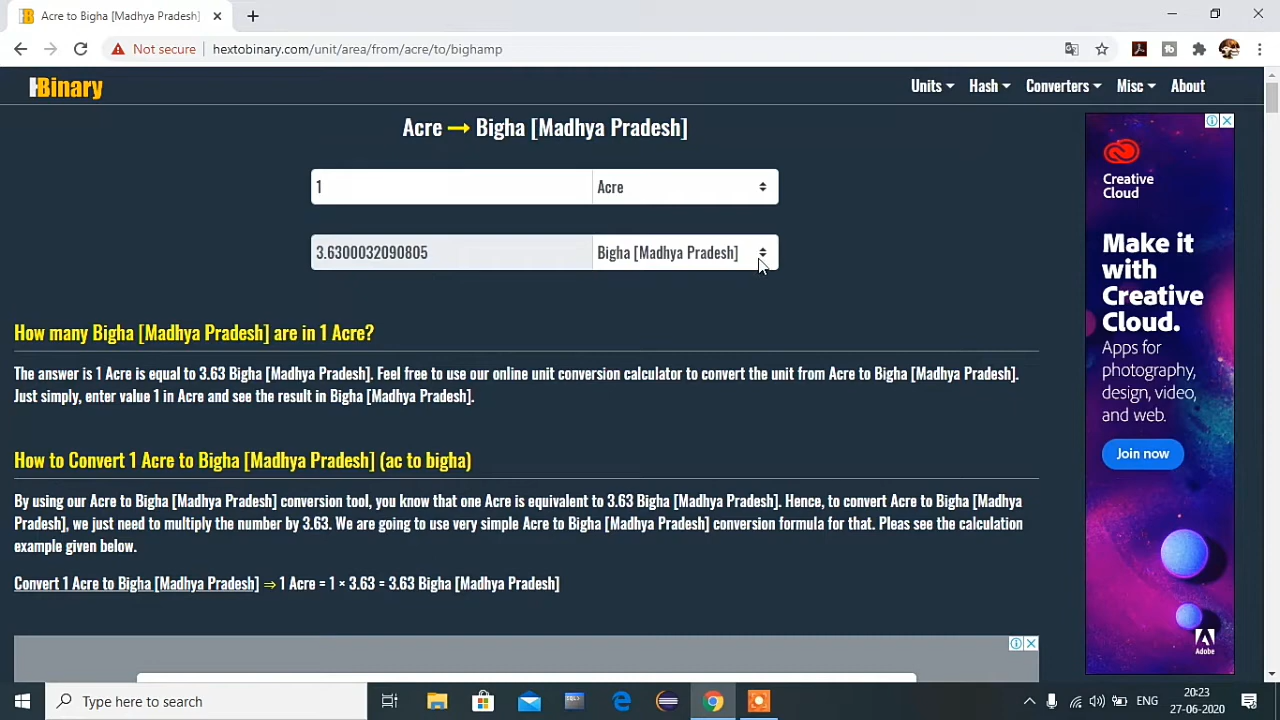 Acre to Bigha [Madhya Pradesh]
Not secure
hextobinary.com/unit/area/from/acre/to/bighamp
Binary
Units
Hash
Converters
Misc
About
Acre → Bigha [Madhya Pradesh]
1
Acre
3.6300032090805
Bigha [Madhya Pradesh]
How many Bigha [Madhya Pradesh] are in 1 Acre?
The answer is 1 Acre is equal to 3.63 Bigha [Madhya Pradesh]. Feel free to use our online unit conversion calculator to convert the unit from Acre to Bigha [Madhya Pradesh].
Just simply, enter value 1 in Acre and see the result in Bigha [Madhya Pradesh].
How to Convert 1 Acre to Bigha [Madhya Pradesh] (ac to bigha)
By using our Acre to Bigha [Madhya Pradesh] conversion tool, you know that one Acre is equivalent to 3.63 Bigha [Madhya Pradesh]. Hence, to convert Acre to Bigha [Madhya
Pradesh], we just need to multiply the number by 3.63. We are going to use very simple Acre to Bigha [Madhya Pradesh] conversion formula for that. Pleas see the calculation
example given below.
Convert 1 Acre to Bigha [Madhya Pradesh] ⇒ 1 Acre = 1 × 3.63 = 3.63 Bigha [Madhya Pradesh]
Creative
Cloud
Make it
with
Creative
Cloud.
Apps for
photography,
design, video,
and web.
Join now
Adobe
Type here to search
ENG
20:23
27-06-2020